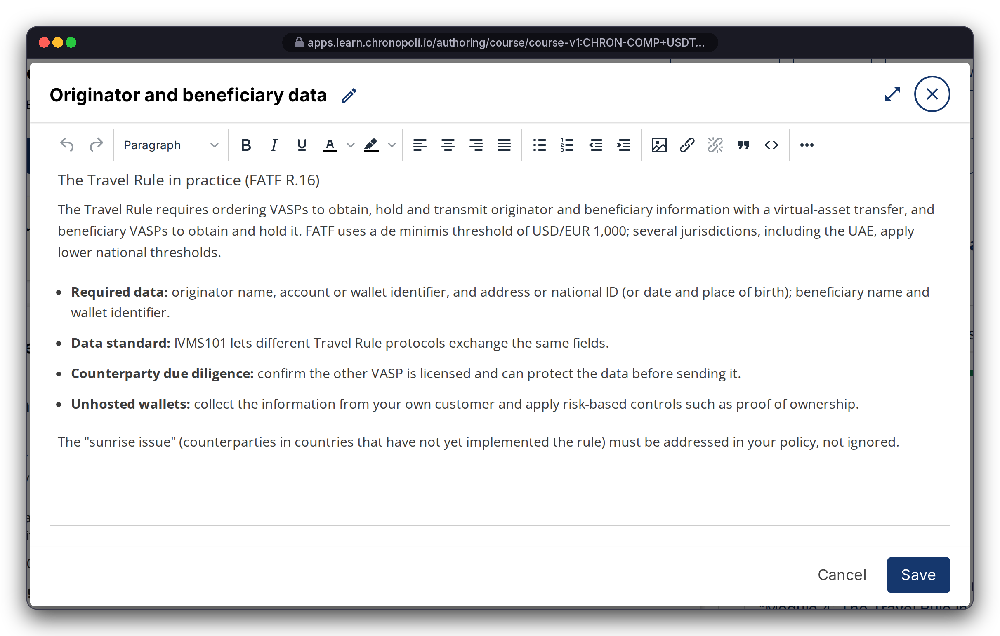 apps.learn.chronopoli.io/authoring/course/course-v1:CHRON-COMP+USDT...
Originator and beneficiary data
Paragraph
The Travel Rule in practice (FATF R.16)
The Travel Rule requires ordering VASPs to obtain, hold and transmit originator and beneficiary information with a virtual-asset transfer, and
beneficiary VASPs to obtain and hold it. FATF uses a de minimis threshold of USD/EUR 1,000; several jurisdictions, including the UAE, apply
lower national thresholds.
• Required data: originator name, account or wallet identifier, and address or national ID (or date and place of birth); beneficiary name and
wallet identifier.
• Data standard: IVMS101 lets different Travel Rule protocols exchange the same fields.
• Counterparty due diligence: confirm the other VASP is licensed and can protect the data before sending it.
• Unhosted wallets: collect the information from your own customer and apply risk-based controls such as proof of ownership.
The "sunrise issue" (counterparties in countries that have not yet implemented the rule) must be addressed in your policy, not ignored.
Cancel
Save